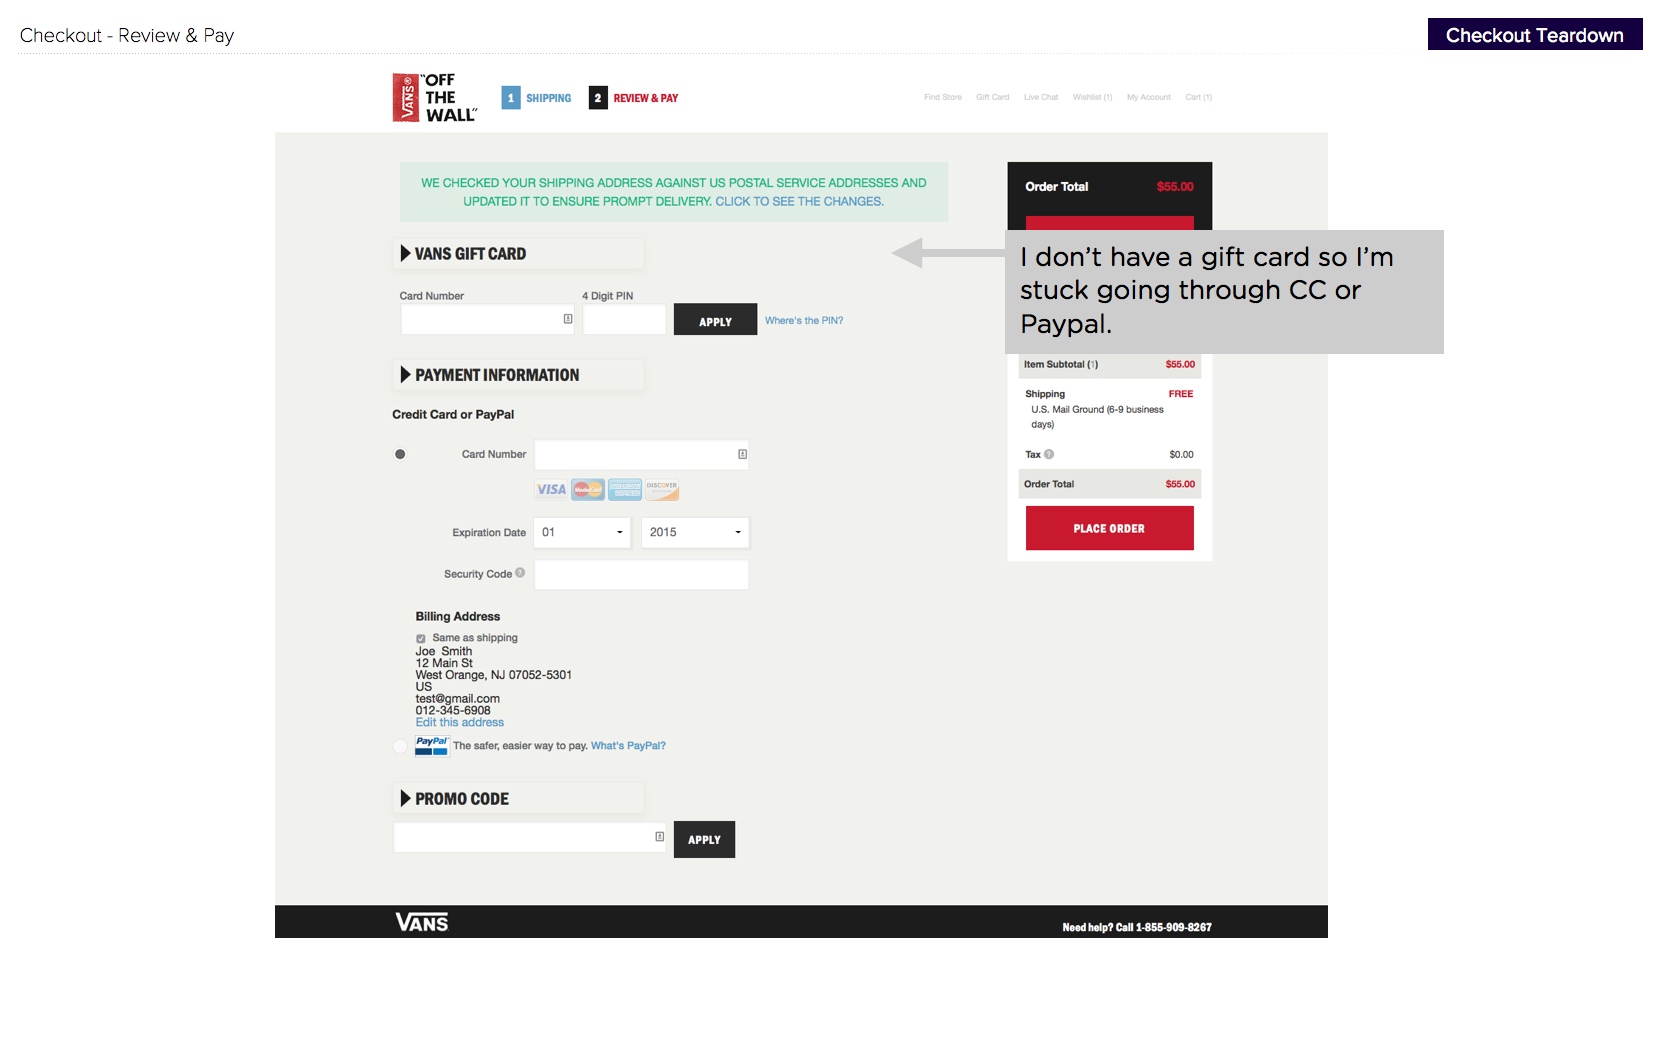 Checkout - Review & Pay
Checkout Teardown
VANS®
"OFF
THE
WALL"
1 SHIPPING 2 REVIEW & PAY
Find Store Gift Card Live Chat Wishlist (1) My Account Cart (1)
WE CHECKED YOUR SHIPPING ADDRESS AGAINST US POSTAL SERVICE ADDRESSES AND
UPDATED IT TO ENSURE PROMPT DELIVERY. CLICK TO SEE THE CHANGES.
VANS GIFT CARD
Card Number 4 Digit PIN
APPLY Where's the PIN?
PAYMENT INFORMATION
Credit Card or PayPal
Card Number
VISA MasterCard DISCOVER
Expiration Date 01 2015
Security Code ?
Billing Address
Same as shipping
Joe Smith
12 Main St
West Orange, NJ 07052-5301
US
test@gmail.com
012-345-6908
Edit this address
PayPal The safer, easier way to pay. What's PayPal?
PROMO CODE
APPLY
Order Total $55.00
I don't have a gift card so I'm
stuck going through CC or
Paypal.
Item Subtotal (1) $55.00
Shipping FREE
U.S. Mail Ground (6-9 business
days)
Tax ? $0.00
Order Total $55.00
PLACE ORDER
VANS
Need help? Call 1-855-909-8267